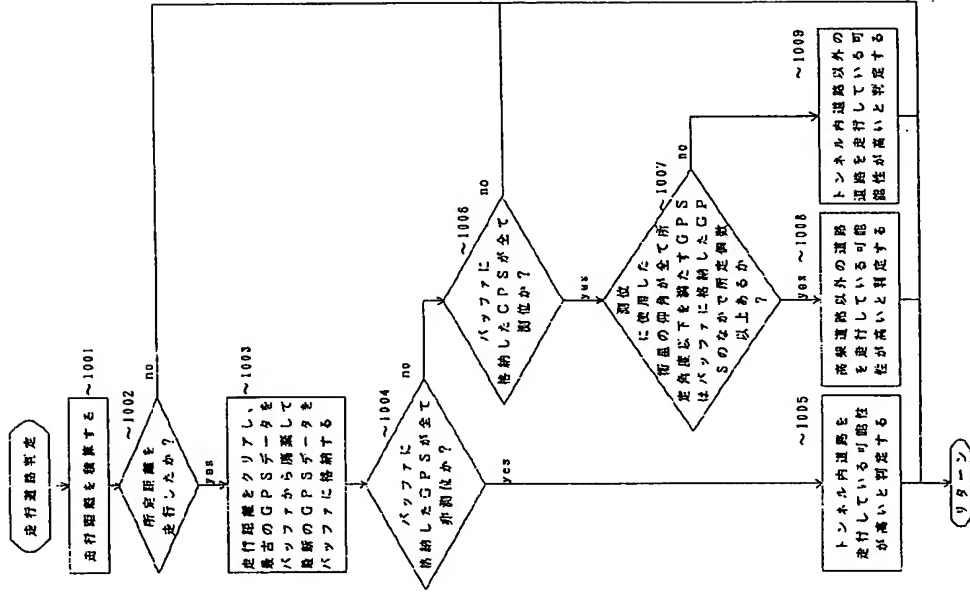 走行道路判定
走行距離を積算する
~1001
所定距離を
走行したか?
~1002
no
yes
走行距離をクリアし、
最古のGPSデータを
バッファから廃棄して
最新のGPSデータを
バッファに格納する
~1003
バッファに
格納したGPSが全て
非測位か?
~1004
no
yes
トンネル内道路を
走行している可能性
が高いと判定する
~1005
バッファに
格納したGPSが全て
測位か?
~1006
no
yes
測位
に使用した
衛星の仰角が全て所
定角度以下を満たすGPS
はバッファに格納したGP
Sのなかで所定個数
以上あるか
?
~1007
no
yes
高架道路以外の道路
を走行している可能
性が高いと判定する
~1008
トンネル内道路以外の
道路を走行している可
能性が高いと判定する
~1009
リターン